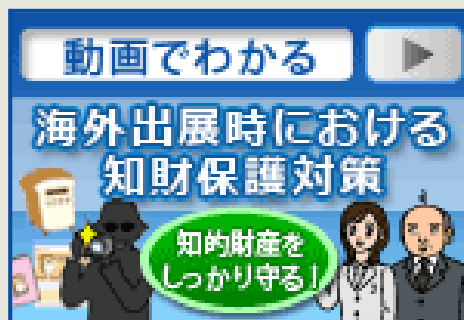 動画でわかる
海外出展時における
知財保護対策
知的財産を
しっかり守る!